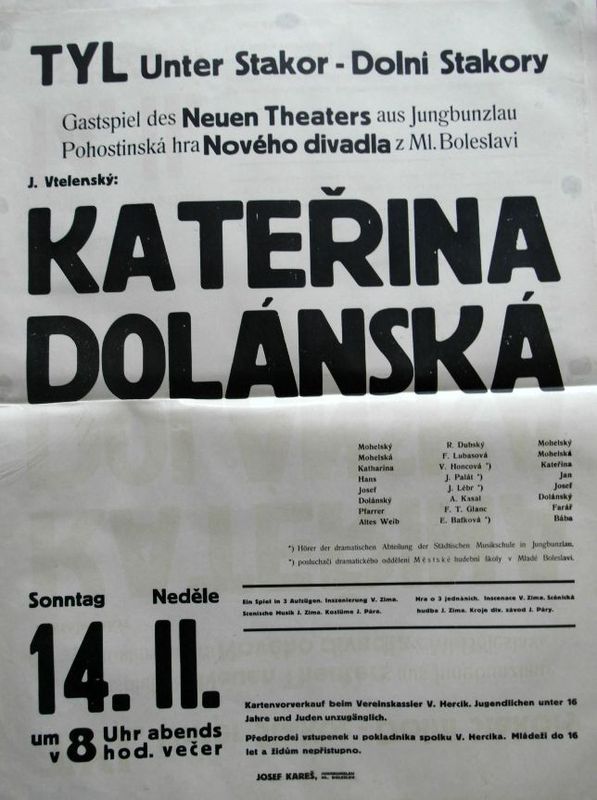 TYL Unter Stakor - Dolni Stakory
Gastspiel des Neuen Theaters aus Jungbunzlau
Pohostinská hra Nového divadla z Ml. Boleslavi
J. Vtelenský:
KATEŘINA
DOLÁNSKÁ
Mohelský R. Dubský Mohelský
Mohelská F. Lubasová Mohelská
Katharina V. Honcová *) Kateřina
Hans J. Palát *) Jan
Josef J. Lébr *) Josef
Dolánský A. Kasal Dolánský
Pfarrer F. T. Glanc Farář
Altes Weib E. Bafková *) Bába
*) Hörer der dramatischen Abteilung der Städtischen Musikschule in Jungbunzlau.
*) posluchači dramatického oddělení Městské hudební školy v Mladé Boleslavi.
Sonntag Neděle
14. II.
um 8 Uhr abends
v hod. večer
Ein Spiel in 3 Aufzügen. Inszenierung V. Zima.
Scenische Musik J. Zima. Kostüme J. Pára.
Hra o 3 jednáních. Inscenace V. Zima. Scénická
hudba J. Zima. Kroje div. závod J. Páry.
Kartenvorverkauf beim Vereinskassier V. Hercik. Jugendlichen unter 16
Jahre und Juden unzugänglich.
Předprodej vstupenek u pokladníka spolku V. Hercíka. Mládeži do 16
let a židům nepřístupno.
JOSEF KAREŠ, JUNGBUNZLAU
ML. BOLESLAV